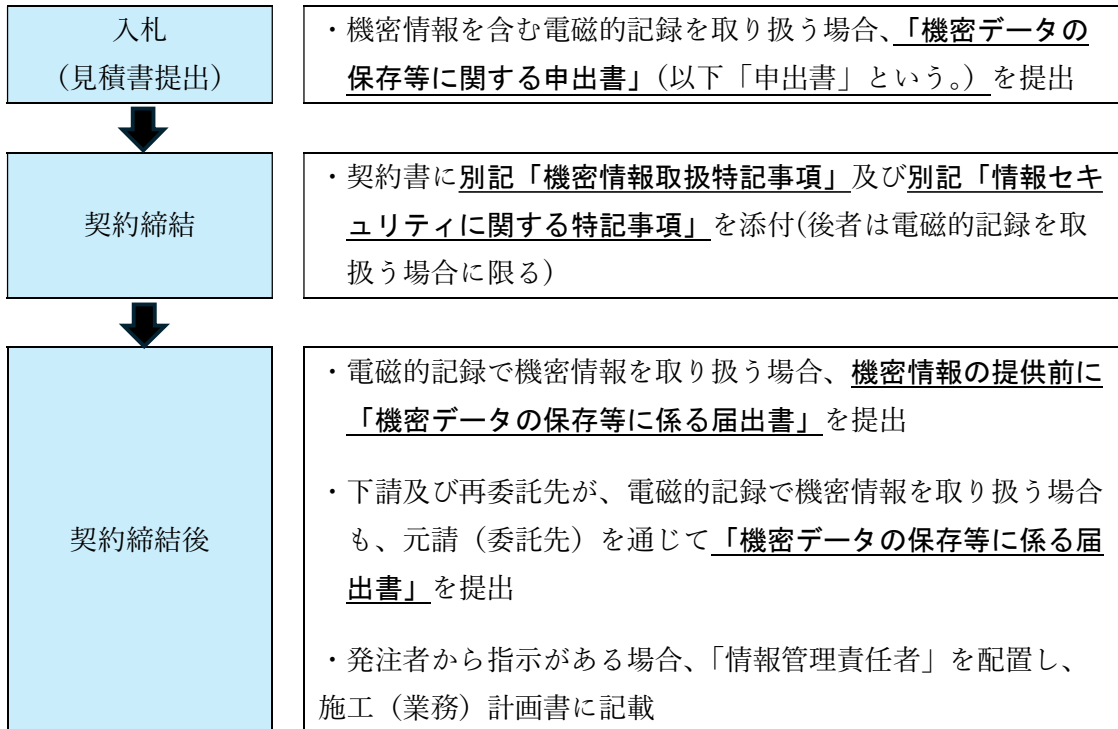 入札
(見積書提出)
・機密情報を含む電磁的記録を取り扱う場合、「機密データの
保存等に関する申出書」(以下「申出書」という。)を提出
契約締結
・契約書に別記「機密情報取扱特記事項」及び別記「情報セキ
ュリティに関する特記事項」を添付(後者は電磁的記録を取
扱う場合に限る)
契約締結後
・電磁的記録で機密情報を取り扱う場合、機密情報の提供前に
「機密データの保存等に係る届出書」を提出
・下請及び再委託先が、電磁的記録で機密情報を取り扱う場合
も、元請（委託先）を通じて「機密データの保存等に係る届
出書」を提出
・発注者から指示がある場合、「情報管理責任者」を配置し、
施工（業務）計画書に記載